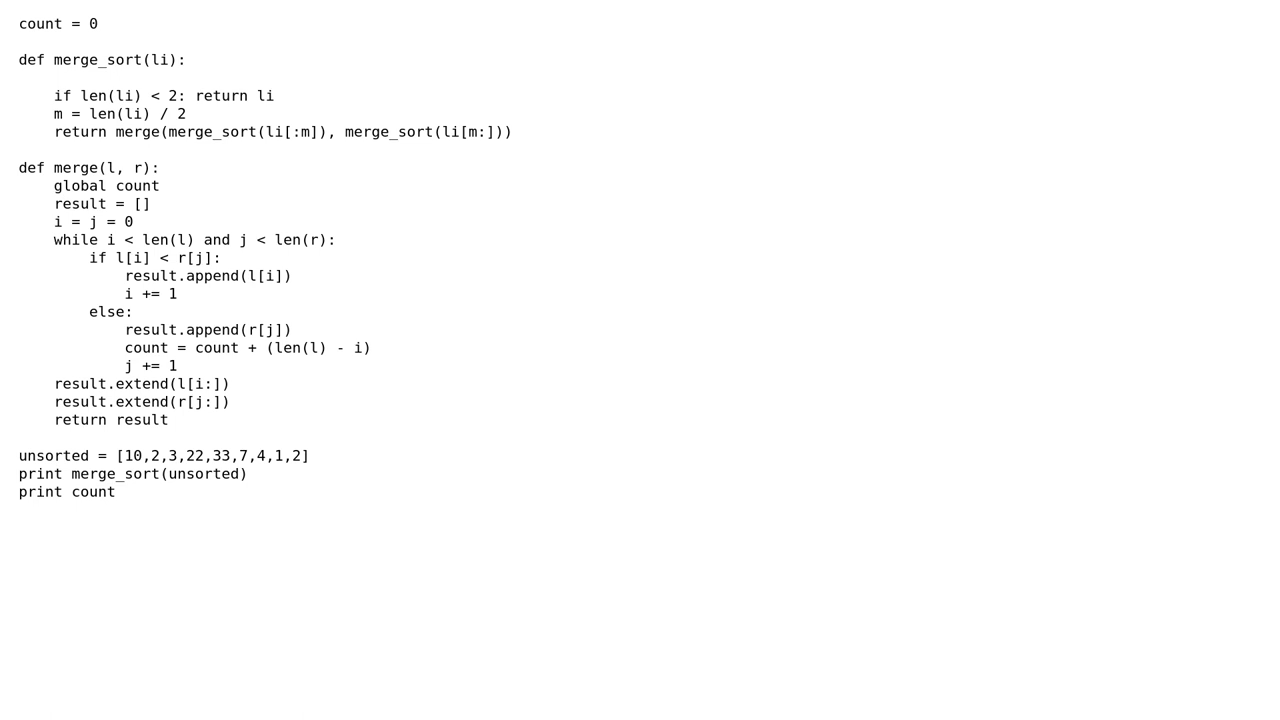 count = 0
def merge_sort(li):
    if len(li) < 2: return li
    m = len(li) / 2
    return merge(merge_sort(li[:m]), merge_sort(li[m:]))
def merge(l, r):
    global count
    result = []
    i = j = 0
    while i < len(l) and j < len(r):
        if l[i] < r[j]:
            result.append(l[i])
            i += 1
        else:
            result.append(r[j])
            count = count + (len(l) - i)
            j += 1
    result.extend(l[i:])
    result.extend(r[j:])
    return result
unsorted = [10,2,3,22,33,7,4,1,2]
print merge_sort(unsorted)
print count